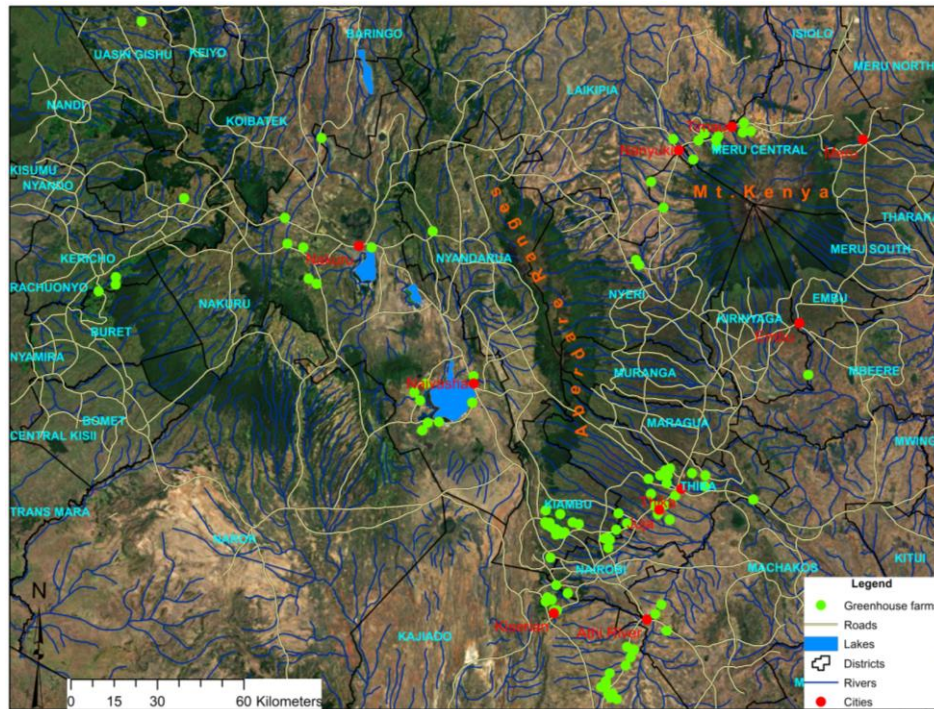 BARINGO
ISIOLO
UASIN GISHU
KEIYO
MERU NORTH
LAIKIPIA
NANDI
KOIBATEK
MERU CENTRAL
KISUMU
NYANDO
Mt. Kenya
THARAKA
KERICHO
NYANDARUA
MERU SOUTH
RACHUONYO
NAKURU
NYERI
EMBU
KIRINYAGA
BURET
Aberdare Ranges
NYAMIRA
Naivasha
MURANGA
MBEERE
BOMET
MARAGUA
CENTRAL KISII
MWING
THIKA
TRANS MARA
KIAMBU
NAROK
KITUI
NAIROBI
MACHAKOS
Athi River
KAJIADO
N
0 15 30 60 Kilometers
Legend
Greenhouse farm
Roads
Lakes
Districts
Rivers
Cities